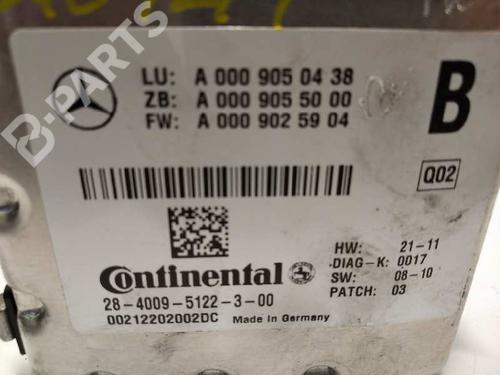 LU: A 000 905 04 38
ZB: A 000 905 50 00
FW: A 000 902 59 04
B
Q02
Continental
28-4009-5122-3-00
00212202002DC Made in Germany
HW: 21-11
DIAG-K: 0017
SW: 08-10
PATCH: 03
B-PARTS